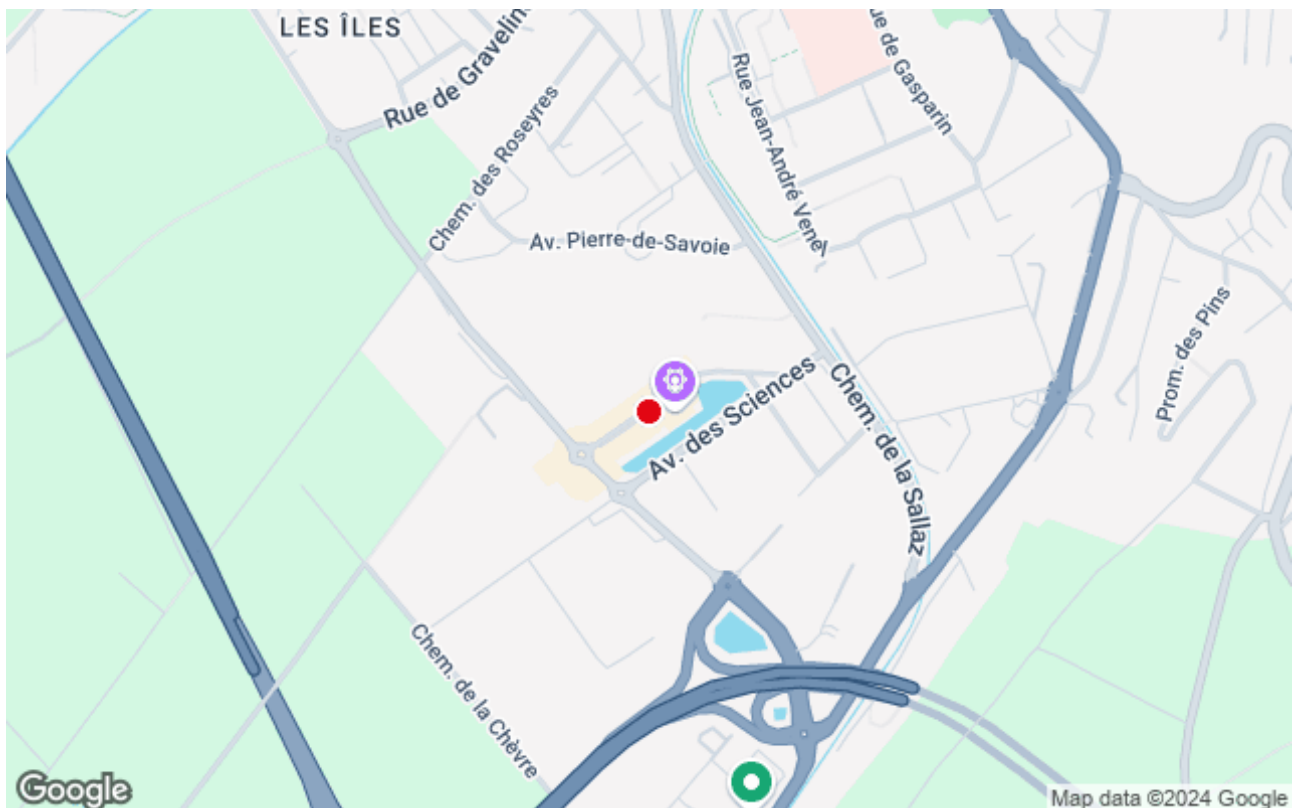 LES ÎLES
Rue de Graveline
Chem. des Roseyres
Av. Pierre-de-Savoie
Rue Jean-André Venel
ue de Gasparin
Prom. des Pins
Av. des Sciences
Chem. de la Sallaz
Chem. de la Chèvre
Google
Map data ©2024 Google